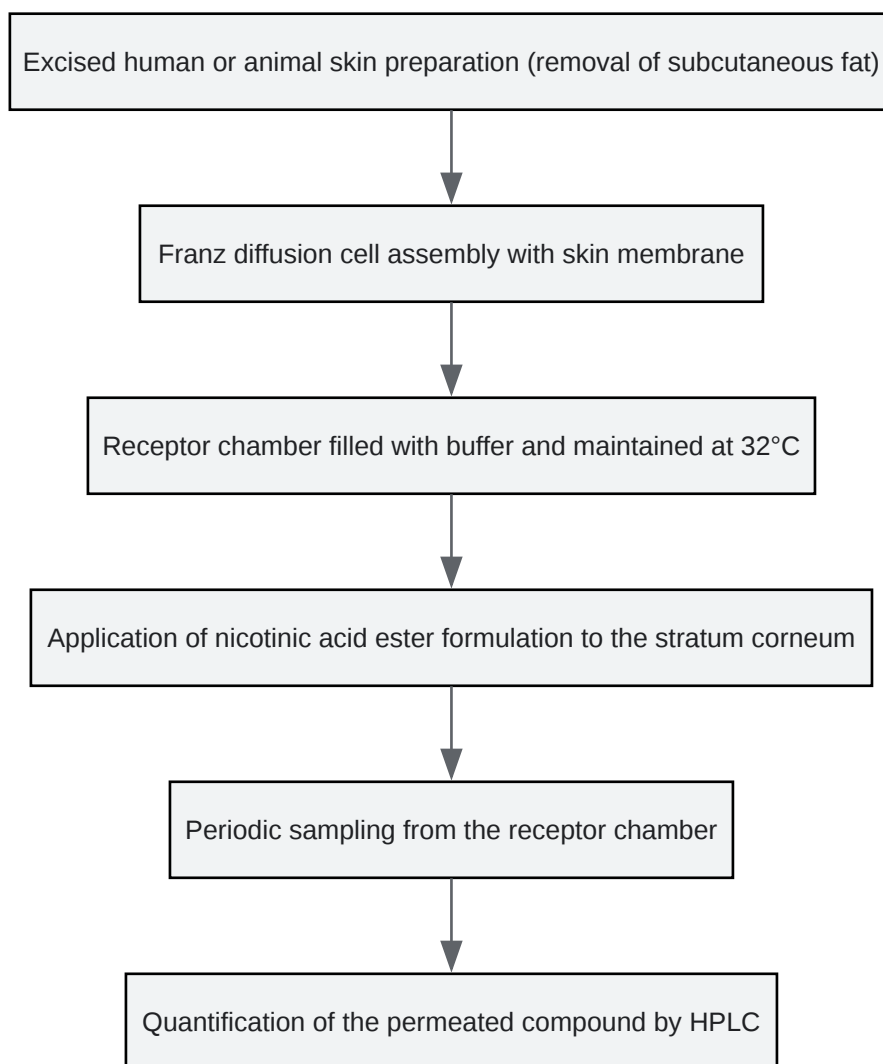 Excised human or animal skin preparation (removal of subcutaneous fat)
Franz diffusion cell assembly with skin membrane
Receptor chamber filled with buffer and maintained at 32°C
Application of nicotinic acid ester formulation to the stratum corneum
Periodic sampling from the receptor chamber
Quantification of the permeated compound by HPLC